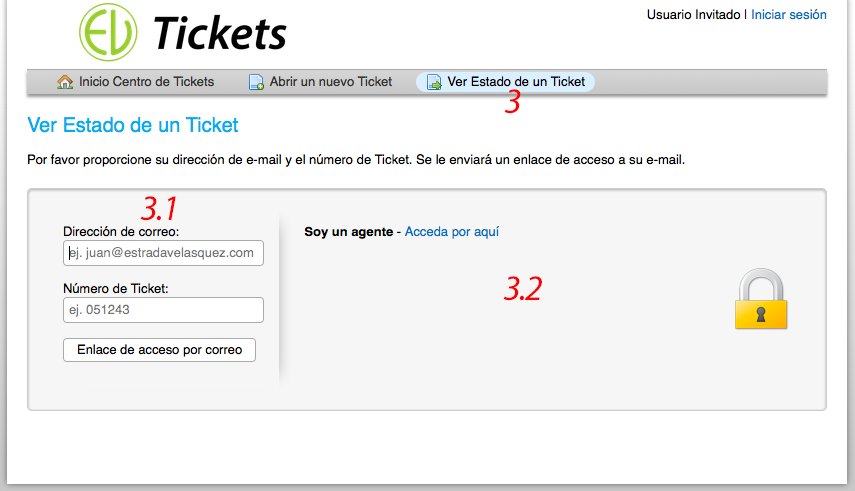 EV Tickets
Usuario Invitado | Iniciar sesión
Inicio Centro de Tickets
Abrir un nuevo Ticket
Ver Estado de un Ticket
3
Ver Estado de un Ticket
Por favor proporcione su dirección de e-mail y el número de Ticket. Se le enviará un enlace de acceso a su e-mail.
3.1
Dirección de correo:
ej. juan@estradavelasquez.com
Número de Ticket:
ej. 051243
Enlace de acceso por correo
Soy un agente - Acceda por aquí
3.2